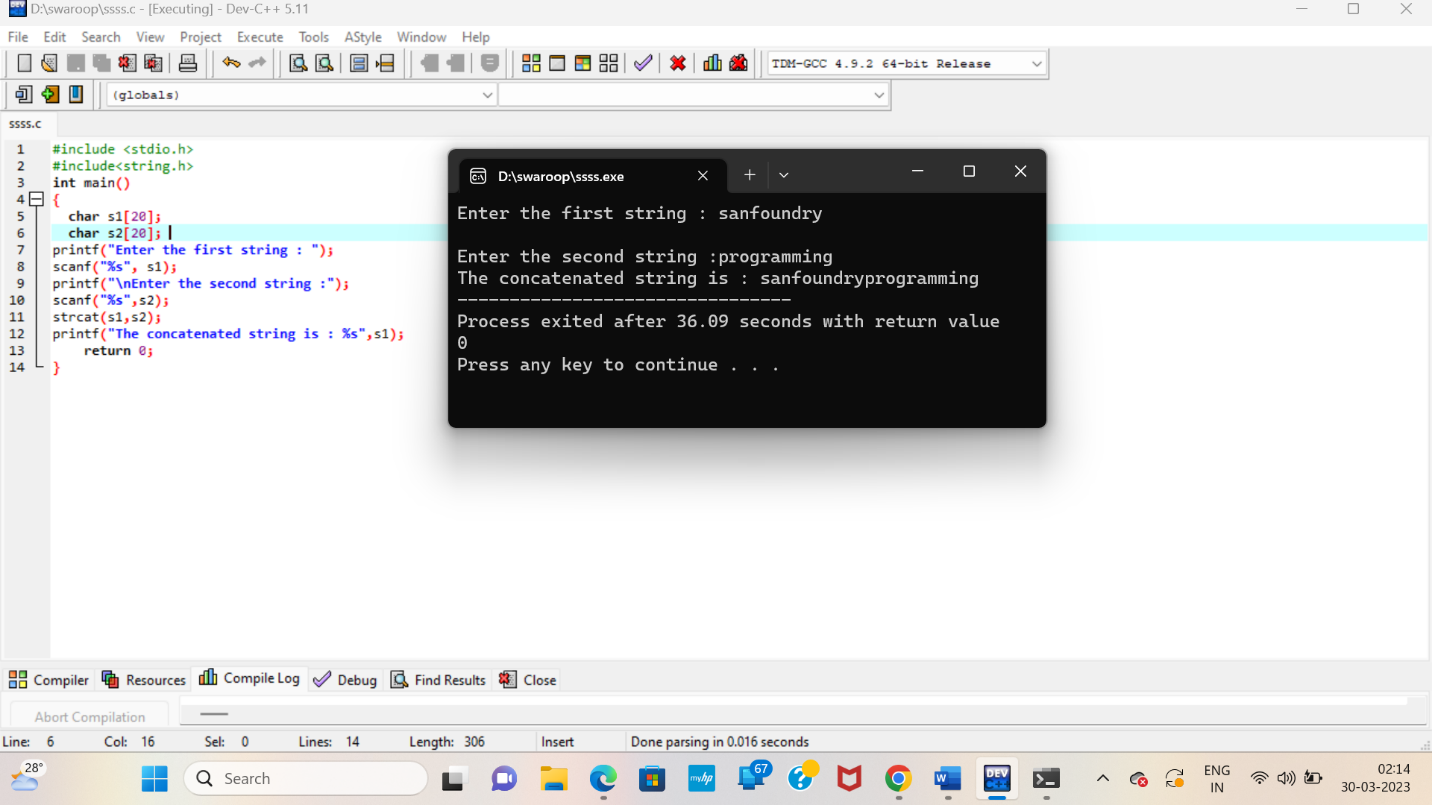 D:\swaroop\ssss.c - [Executing] - Dev-C++ 5.11
File Edit Search View Project Execute Tools AStyle Window Help
TDM-GCC 4.9.2 64-bit Release
(globals)
ssss.c
1 #include <stdio.h>
2 #include<string.h>
3 int main()
4 {
5 char s1[20];
6 char s2[20];
7 printf("Enter the first string : ");
8 scanf("%s", s1);
9 printf("\nEnter the second string :");
10 scanf("%s",s2);
11 strcat(s1,s2);
12 printf("The concatenated string is : %s",s1);
13 return 0;
14 }
D:\swaroop\ssss.exe
Enter the first string : sanfoundry
Enter the second string :programming
The concatenated string is : sanfoundryprogramming
--------------------------------
Process exited after 36.09 seconds with return value
0
Press any key to continue . . .
Compiler Resources Compile Log Debug Find Results Close
Abort Compilation
Line: 6 Col: 16 Sel: 0 Lines: 14 Length: 306 Insert Done parsing in 0.016 seconds
28°
Search
myhp
67
DEV
ENG
IN
02:14
30-03-2023